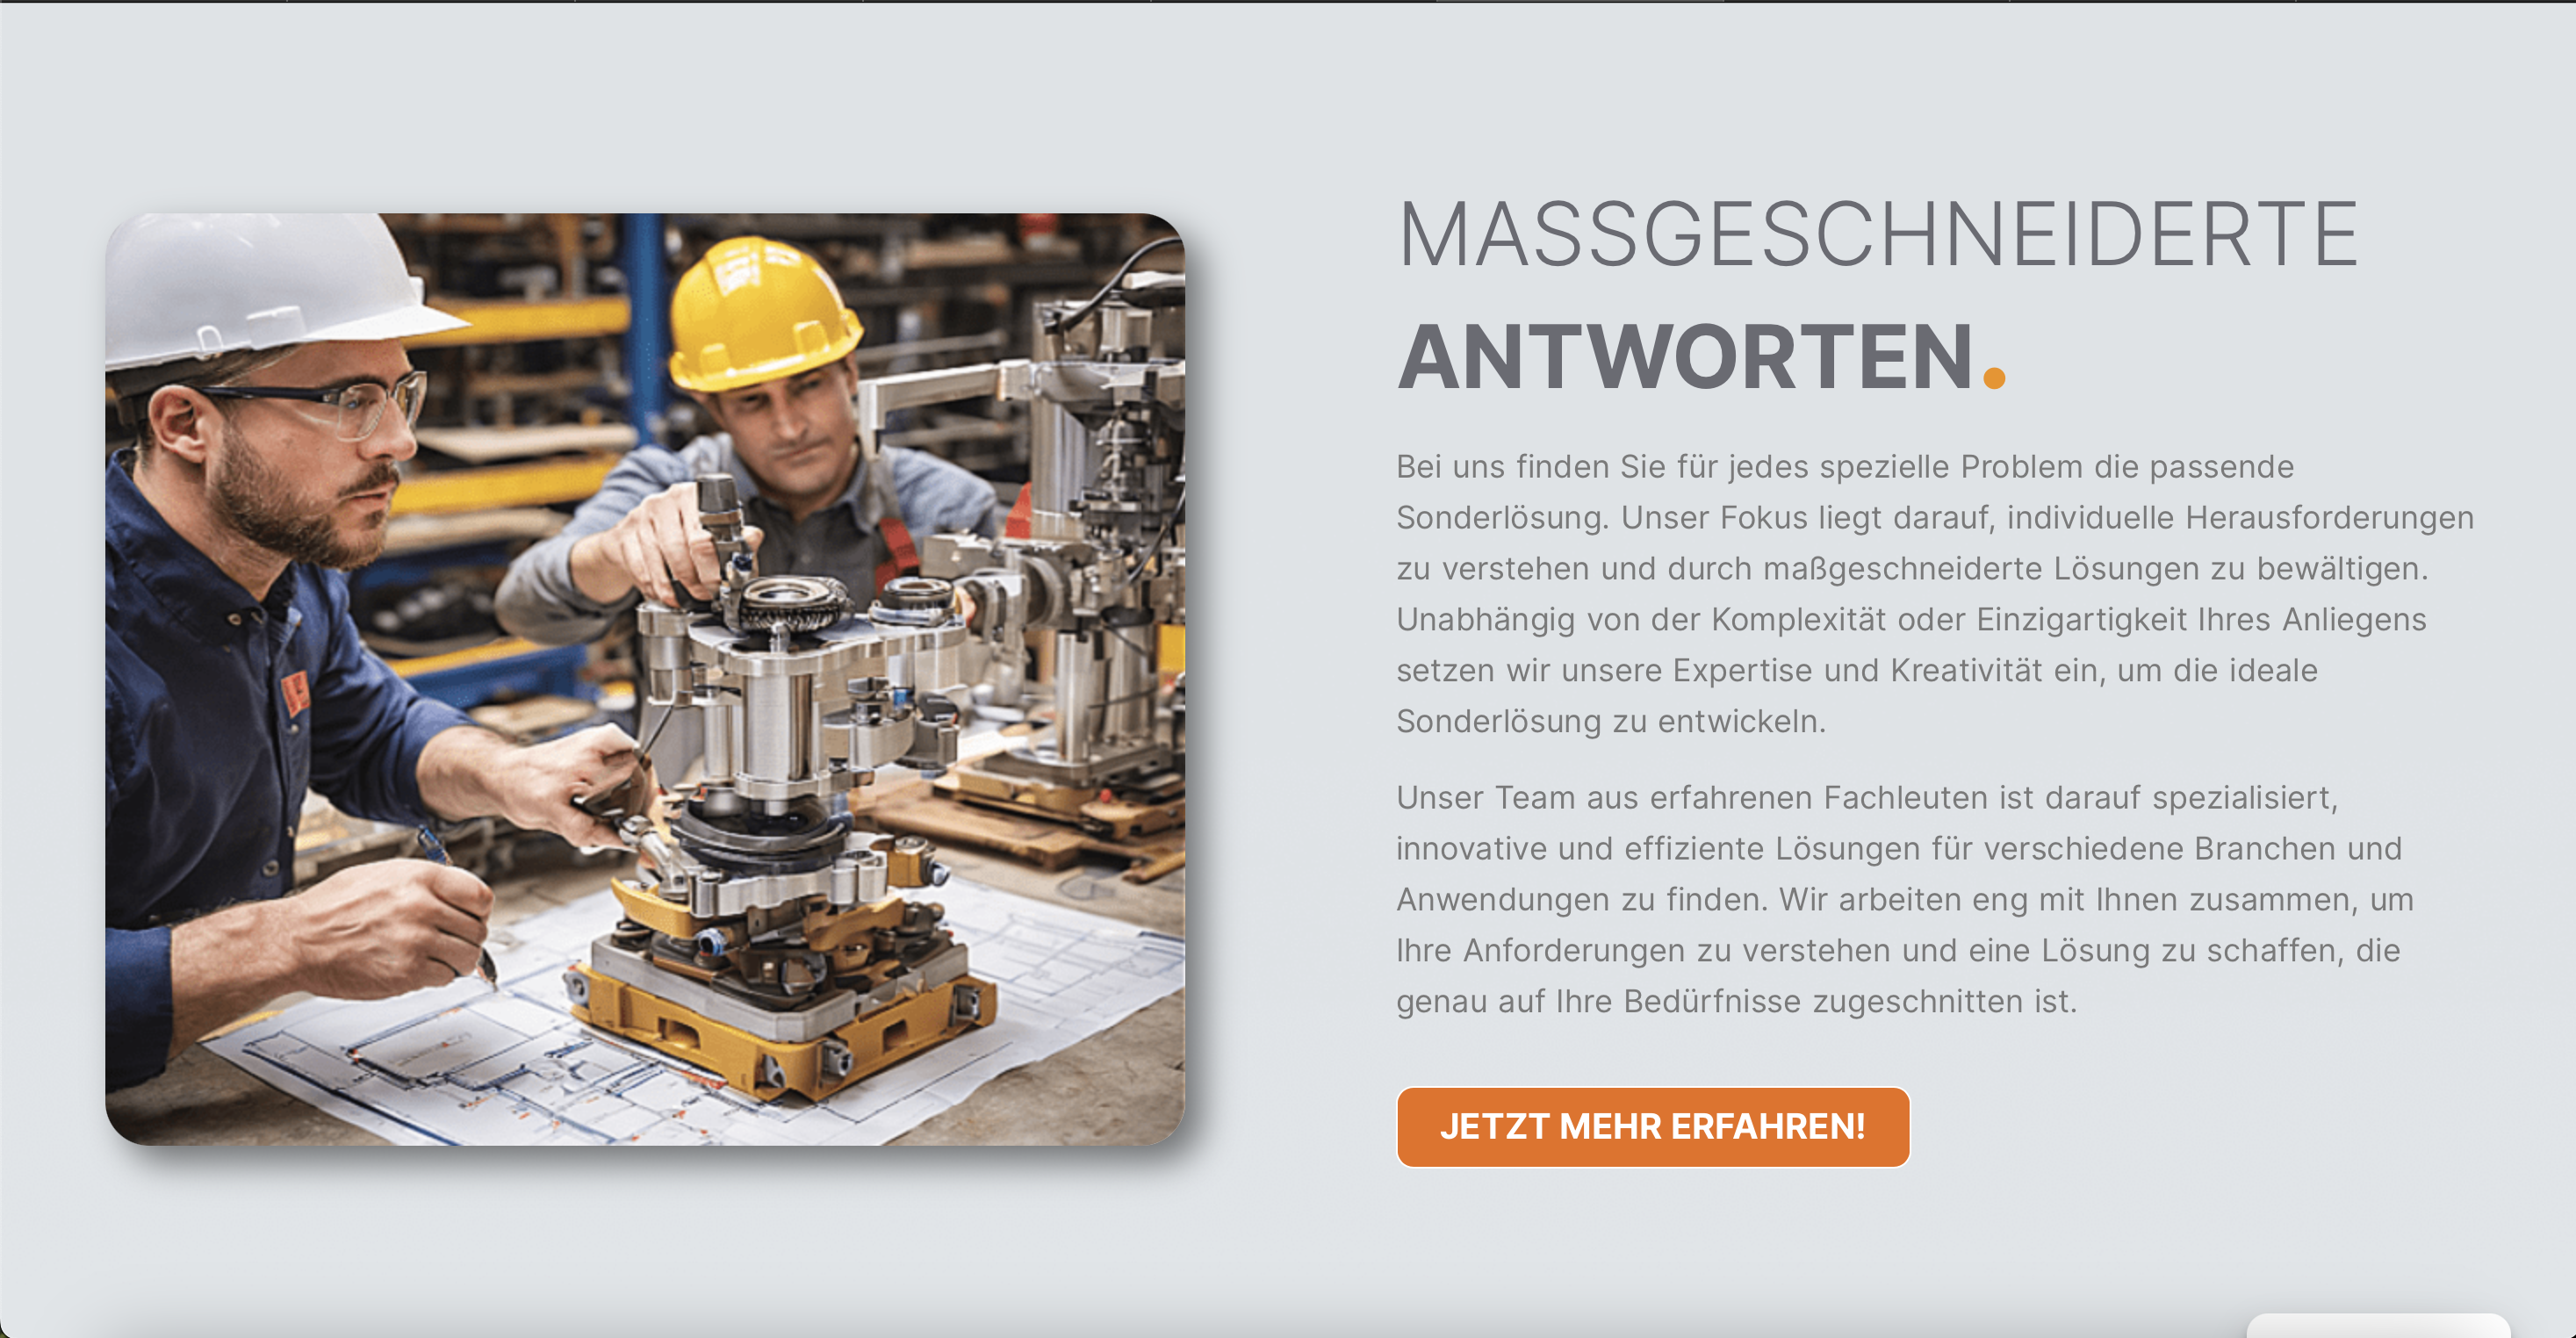 MASSGESCHNEIDERTE
ANTWORTEN.
Bei uns finden Sie für jedes spezielle Problem die passende
Sonderlösung. Unser Fokus liegt darauf, individuelle Herausforderungen
zu verstehen und durch maßgeschneiderte Lösungen zu bewältigen.
Unabhängig von der Komplexität oder Einzigartigkeit Ihres Anliegens
setzen wir unsere Expertise und Kreativität ein, um die ideale
Sonderlösung zu entwickeln.
Unser Team aus erfahrenen Fachleuten ist darauf spezialisiert,
innovative und effiziente Lösungen für verschiedene Branchen und
Anwendungen zu finden. Wir arbeiten eng mit Ihnen zusammen, um
Ihre Anforderungen zu verstehen und eine Lösung zu schaffen, die
genau auf Ihre Bedürfnisse zugeschnitten ist.
JETZT MEHR ERFAHREN!